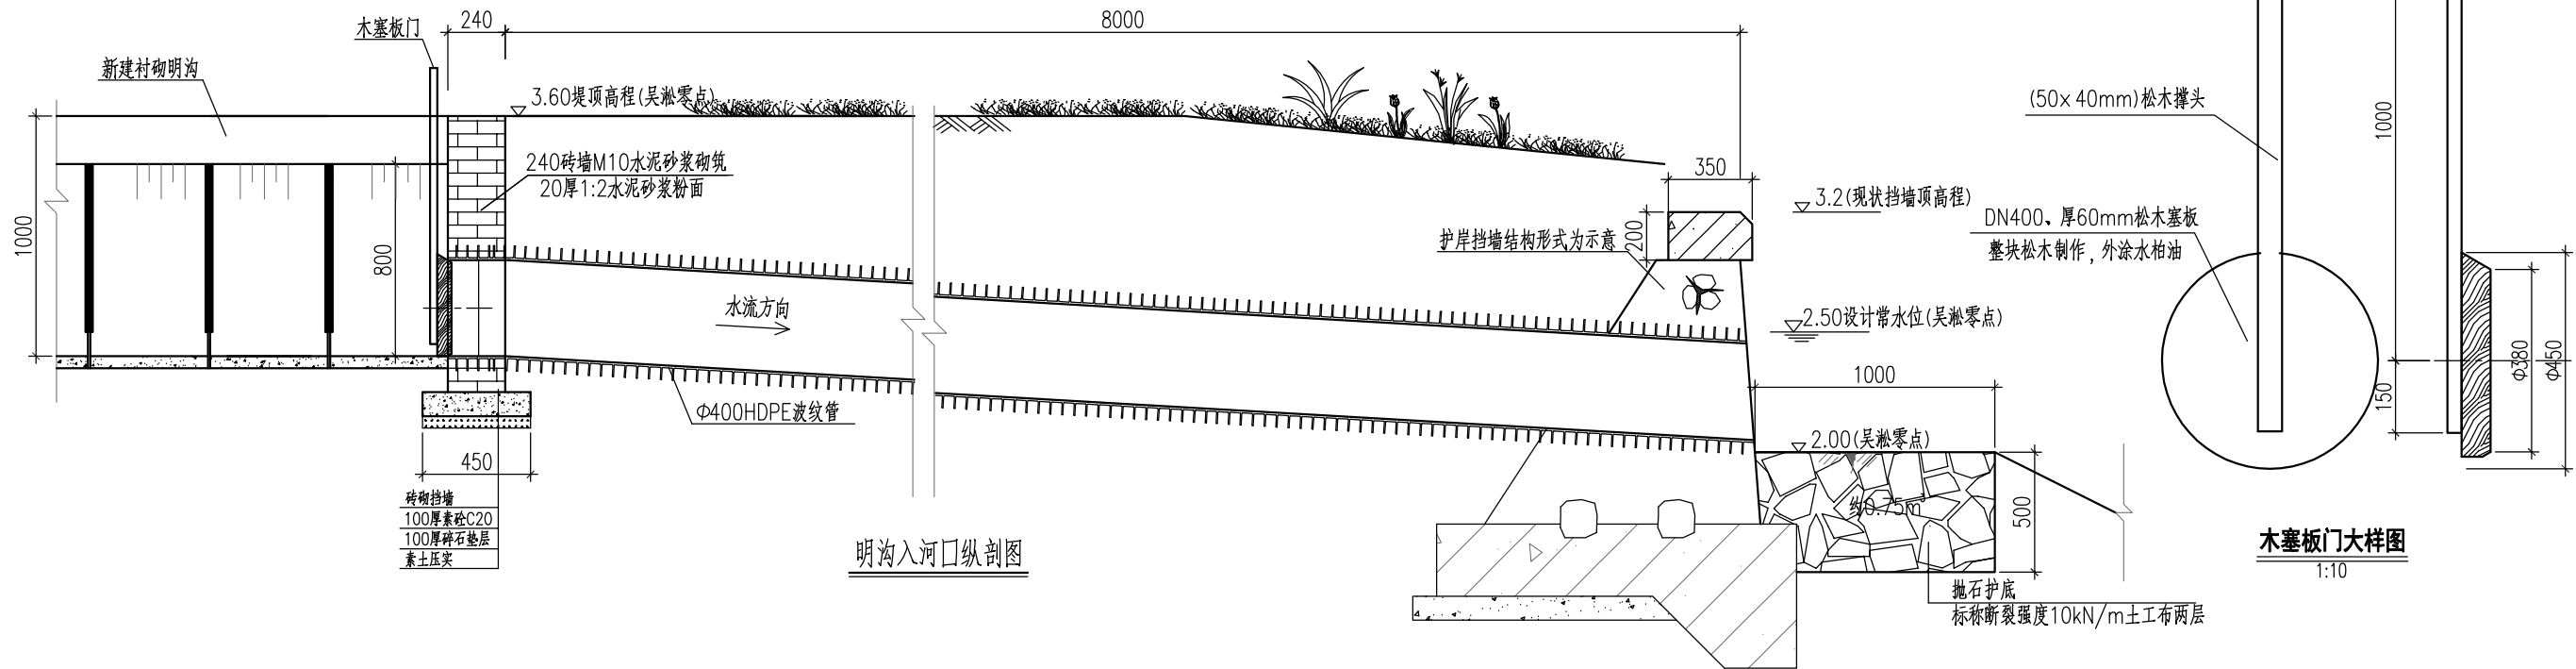 木塞板门
240
8000
新建衬砌明沟
3.60堤顶高程(吴淞零点)
240砖墙M10水泥砂浆砌筑
20厚1:2水泥砂浆粉面
1000
800
水流方向
Φ400HDPE波纹管
450
砖砌挡墙
100厚素砼C20
100厚碎石垫层
素土压实
明沟入河口纵剖图
350
200
护岸挡墙结构形式为示意
3.2(现状挡墙顶高程)
2.50设计常水位(吴淞零点)
1000
2.00(吴淞零点)
约0.75m³
500
抛石护底
标称断裂强度10kN/m土工布两层
(50×40mm)松木撑头
DN400、厚60mm松木塞板
整块松木制作,外涂水柏油
1000
150
Φ380
Φ450
木塞板门大样图
1:10